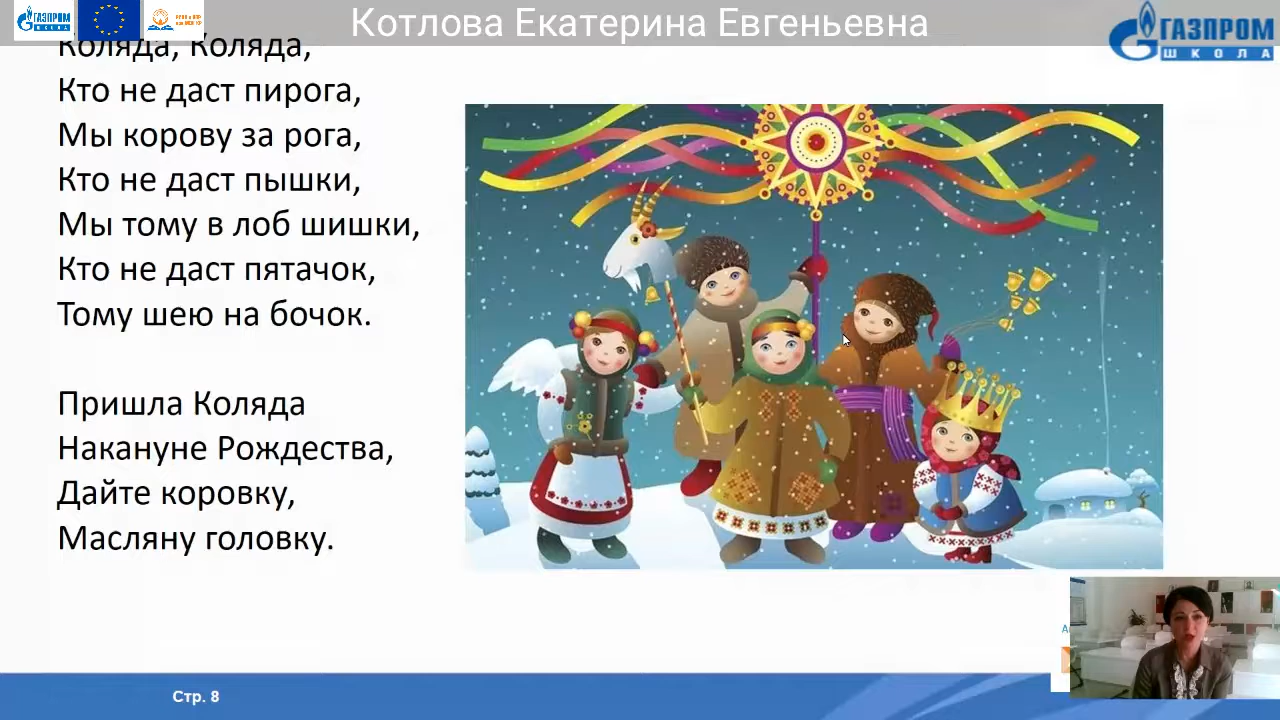 Котлова Екатерина Евгеньевна
ГАЗПРОМ
ШКОЛА
Коляда, Коляда,
Кто не даст пирога,
Мы корову за рога,
Кто не даст пышки,
Мы тому в лоб шишки,
Кто не даст пятачок,
Тому шею на бочок.
Пришла Коляда
Накануне Рождества,
Дайте коровку,
Масляну головку.
Стр. 8